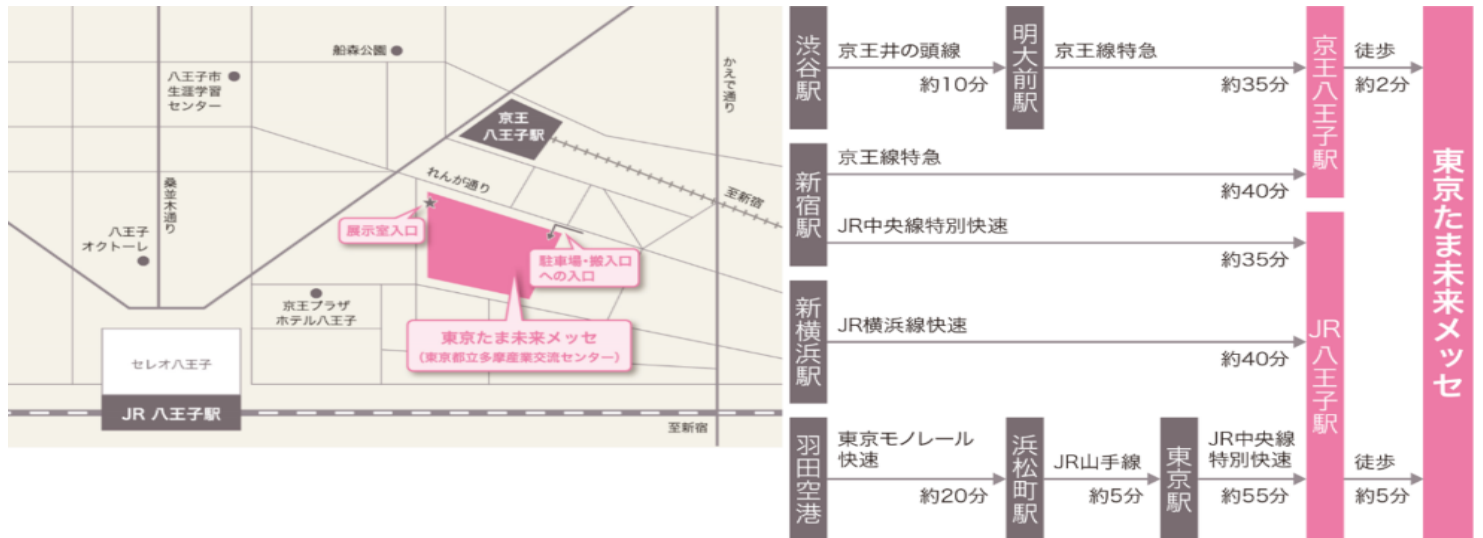 船森公園
八王子市
生涯学習
センター
かえで通り
京王
八王子駅
れんが通り
至新宿
桑並木通り
展示室入口
八王子
オクトーレ
駐車場・搬入口
への入口
京王プラザ
ホテル八王子
東京たま未来メッセ
(東京都立多摩産業交流センター)
セレオ八王子
JR 八王子駅
至新宿
渋谷駅
京王井の頭線
約10分
明大前駅
京王線特急
約35分
京王八王子駅
徒歩
約2分
新宿駅
京王線特急
約40分
JR中央線特別快速
約35分
新横浜駅
JR横浜線快速
約40分
JR八王子駅
羽田空港
東京モノレール
快速
約20分
浜松町駅
JR山手線
約5分
東京駅
JR中央線
特別快速
約55分
徒歩
約5分
東京たま未来メッセ